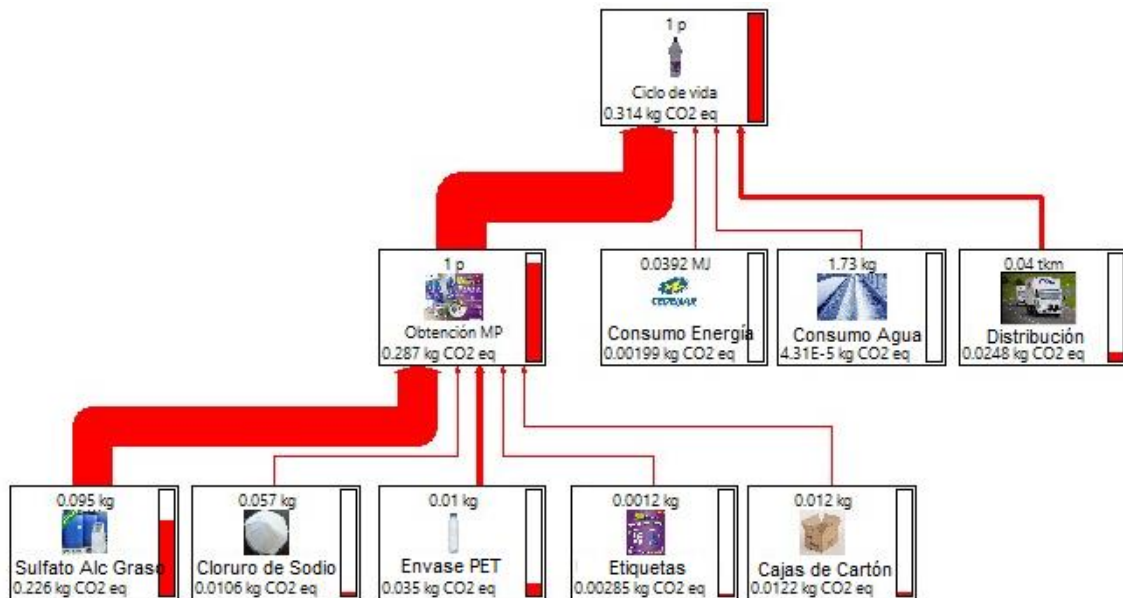 1 p
Ciclo de vida
0.314 kg CO2 eq
1 p
Obtención MP
0.287 kg CO2 eq
0.0392 MJ
Consumo Energía
0.00199 kg CO2 eq
1.73 kg
Consumo Agua
4.31E-5 kg CO2 eq
0.04 tkm
Distribución
0.0248 kg CO2 eq
0.095 kg
Sulfato Alc Graso
0.226 kg CO2 eq
0.057 kg
Cloruro de Sodio
0.0106 kg CO2 eq
0.01 kg
Envase PET
0.035 kg CO2 eq
0.0012 kg
Etiquetas
0.00285 kg CO2 eq
0.012 kg
Cajas de Cartón
0.0122 kg CO2 eq